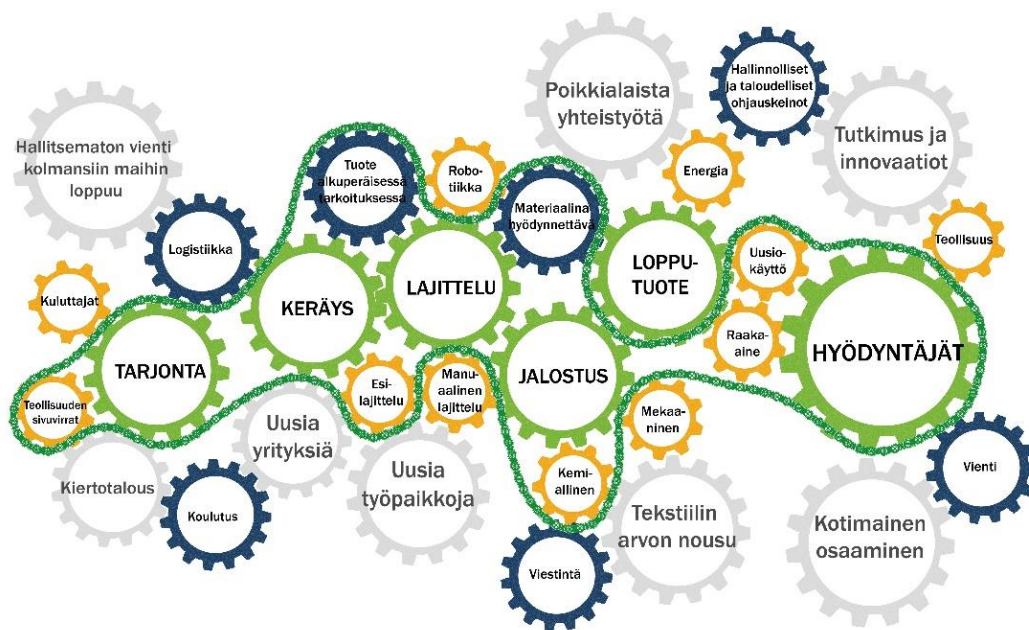 Hallitsematon vienti
kolmansiin maihin
loppuu
Tuote
alkuperäisessä
tarkoituksessa
Robo-
tiikka
Poikkialaista
yhteistyötä
Hallinnolliset
ja taloudelliset
ohjauskeinot
Tutkimus ja
innovaatiot
Energia
Materiaalina
hyödynnettävä
Logistiikka
Teollisuus
Kuluttajat
KERÄYS
LAJITTELU
LOPPU-
TUOTE
Uusio-
käyttö
TARJONTA
JALOSTUS
Raaka-
aine
HYÖDYNTÄJÄT
Teollisuuden
sivuvirrat
Esi-
lajittelu
Manu-
aalinen
lajittelu
Mekaa-
ninen
Uusia
yrityksiä
Kiertotalous
Uusia
työpaikkoja
Kemi-
allinen
Vienti
Koulutus
Tekstiilin
arvon nousu
Kotimainen
osaaminen
Viestintä